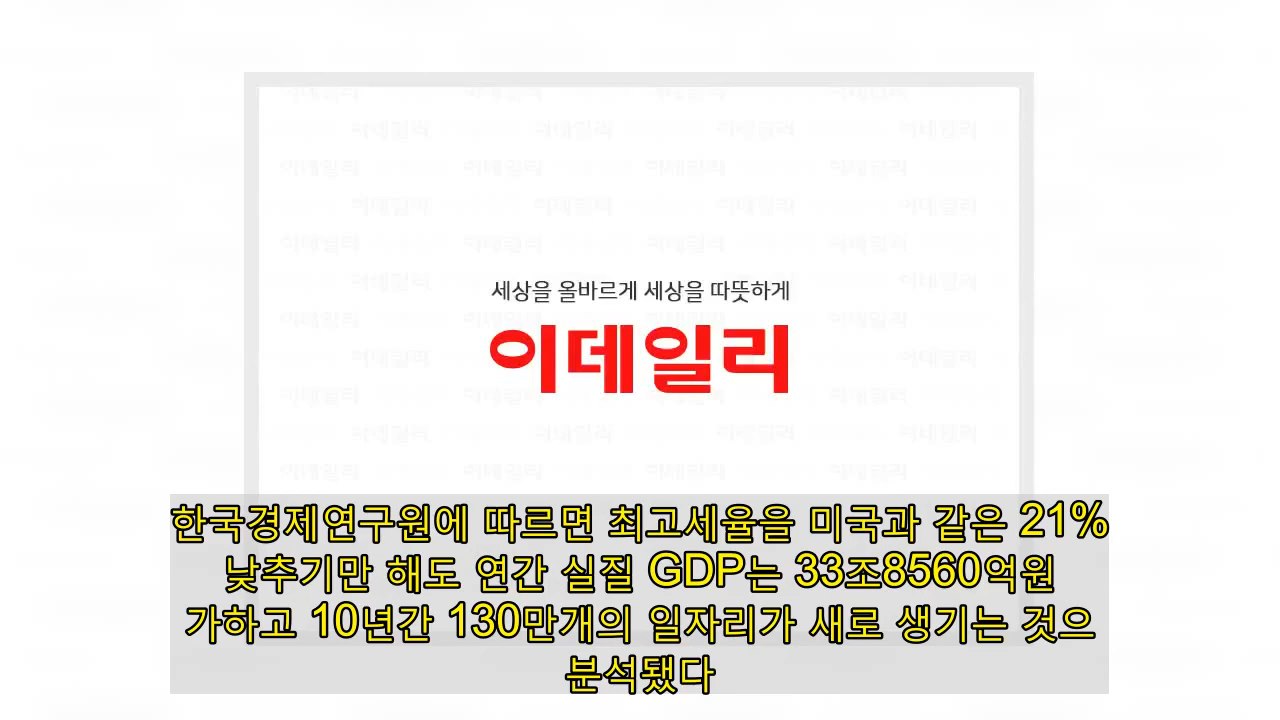 세상을 올바르게 세상을 따뜻하게
이데일리
한국경제연구원에 따르면 최고세율을 미국과 같은 21%
낮추기만 해도 연간 실질 GDP는 33조8560억원
가하고 10년간 130만개의 일자리가 새로 생기는 것으
분석됐다